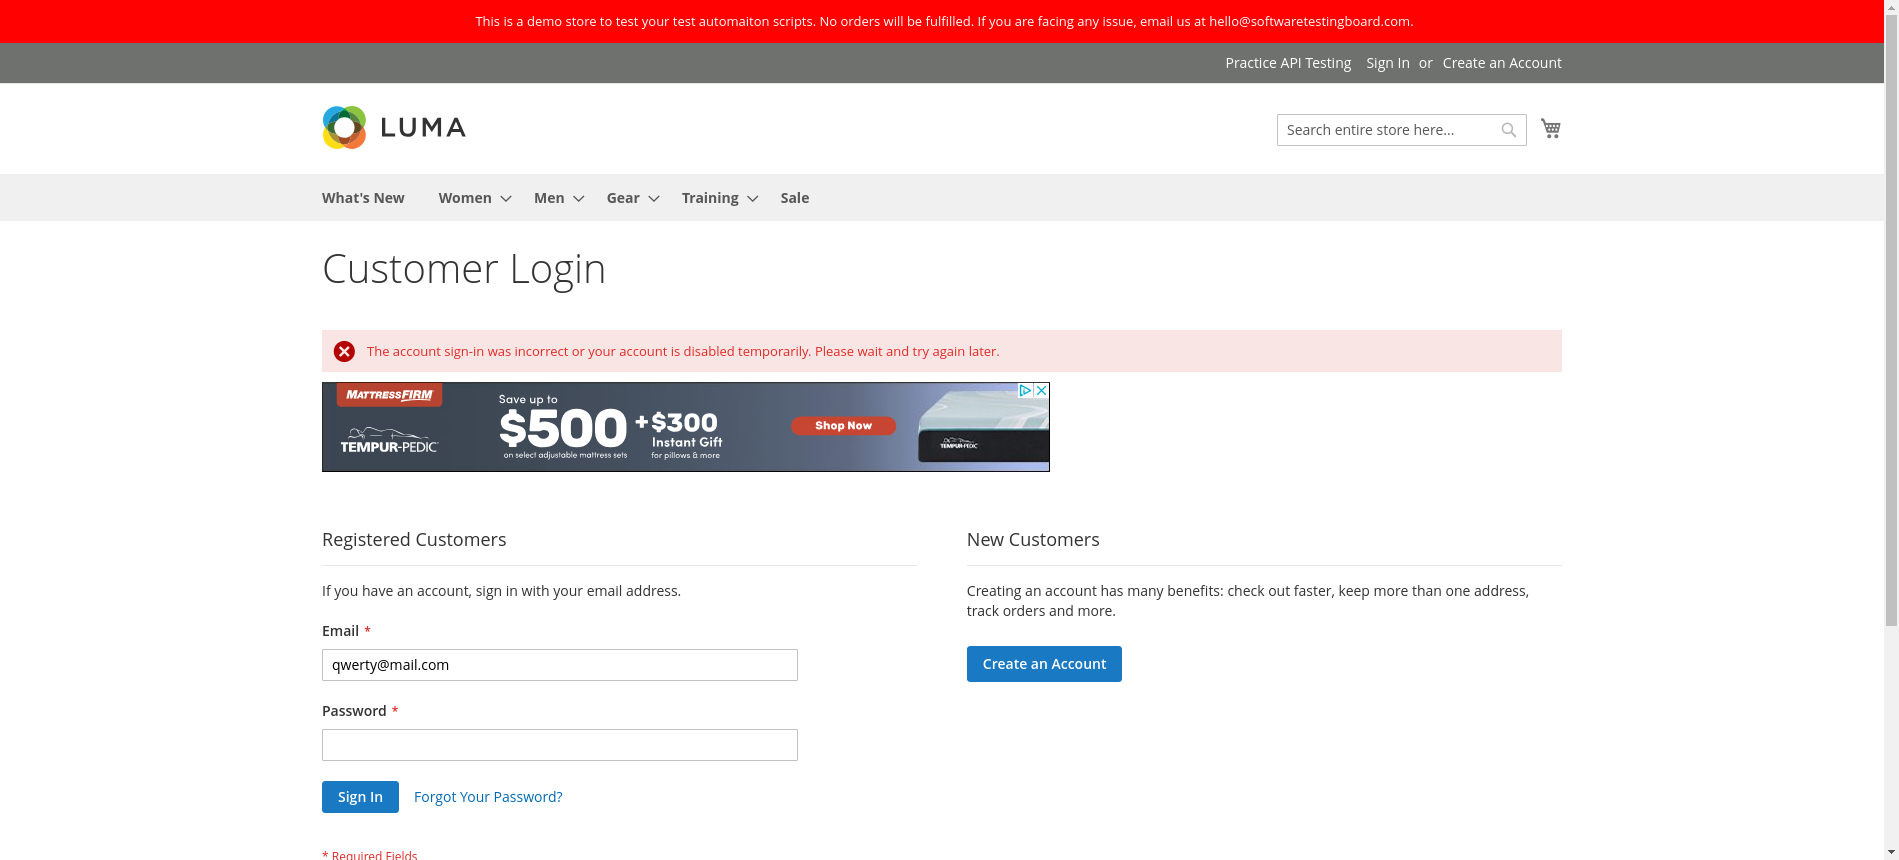 This is a demo store to test your test automaiton scripts. No orders will be fulfilled. If you are facing any issue, email us at hello@softwaretestingboard.com.
Practice API Testing Sign In or Create an Account
LUMA
Search entire store here...
What's New Women Men Gear Training Sale
Customer Login
The account sign-in was incorrect or your account is disabled temporarily. Please wait and try again later.
MATTRESSFIRM
TEMPUR-PEDIC
Save up to
$500
on select adjustable mattress sets
+$300
Instant Gift
for pillows & more
Shop Now
TEMPUR-PEDIC
Registered Customers
If you have an account, sign in with your email address.
Email *
qwerty@mail.com
Password *
Sign In Forgot Your Password?
* Required Fields
New Customers
Creating an account has many benefits: check out faster, keep more than one address,
track orders and more.
Create an Account